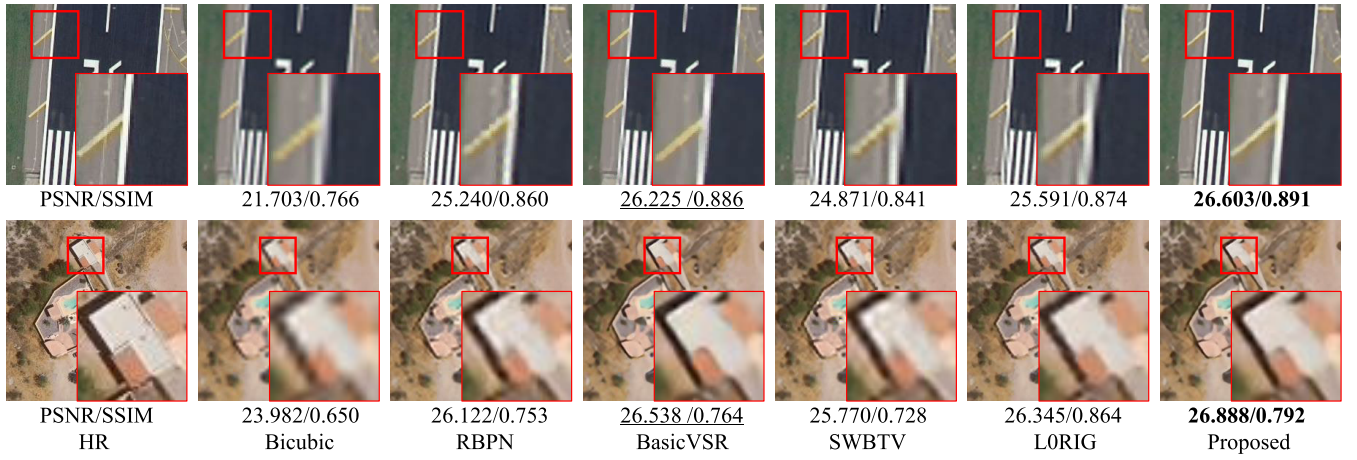 PSNR/SSIM 21.703/0.766 25.240/0.860 26.225 /0.886 24.871/0.841 25.591/0.874 26.603/0.891
PSNR/SSIM 23.982/0.650 26.122/0.753 26.538 /0.764 25.770/0.728 26.345/0.864 26.888/0.792
HR Bicubic RBPN BasicVSR SWBTV L0RIG Proposed